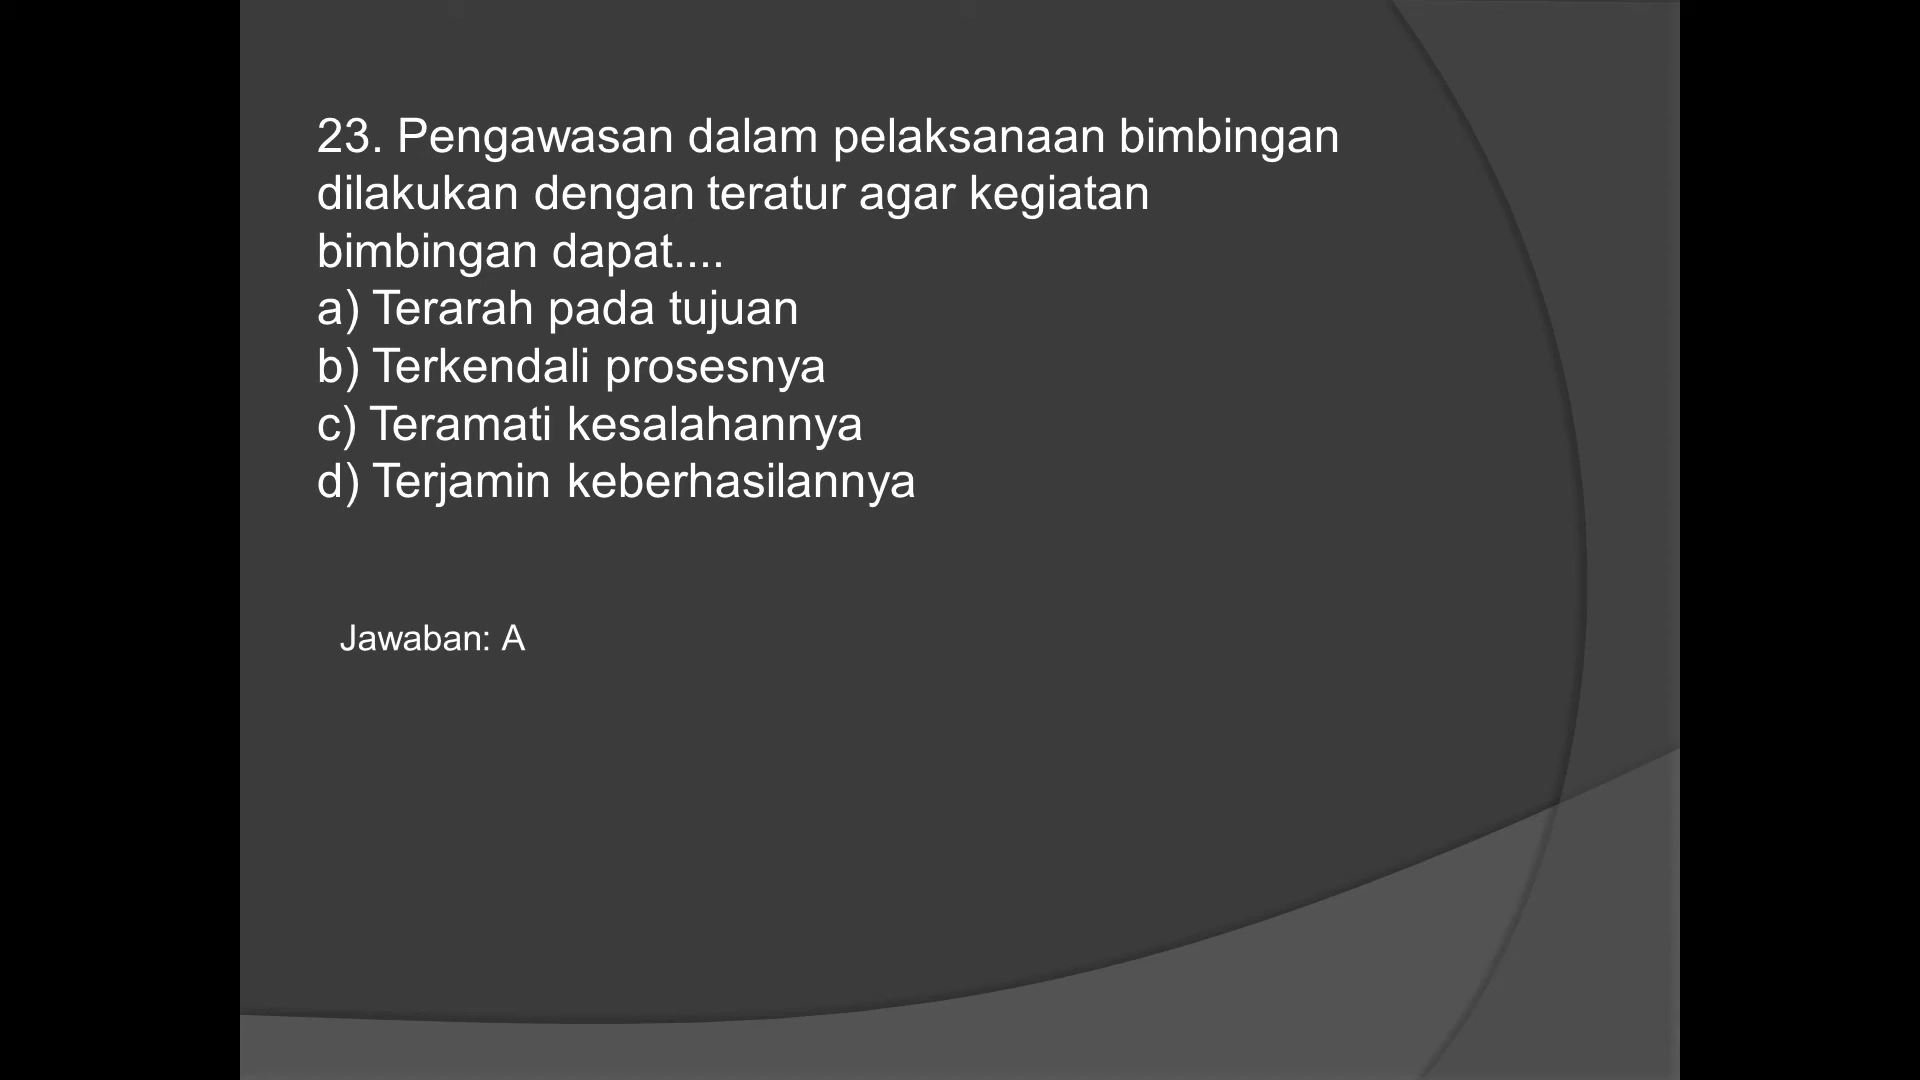 23. Pengawasan dalam pelaksanaan bimbingan
dilakukan dengan teratur agar kegiatan
bimbingan dapat....
a) Terarah pada tujuan
b) Terkendali prosesnya
c) Teramati kesalahannya
d) Terjamin keberhasilannya
Jawaban: A